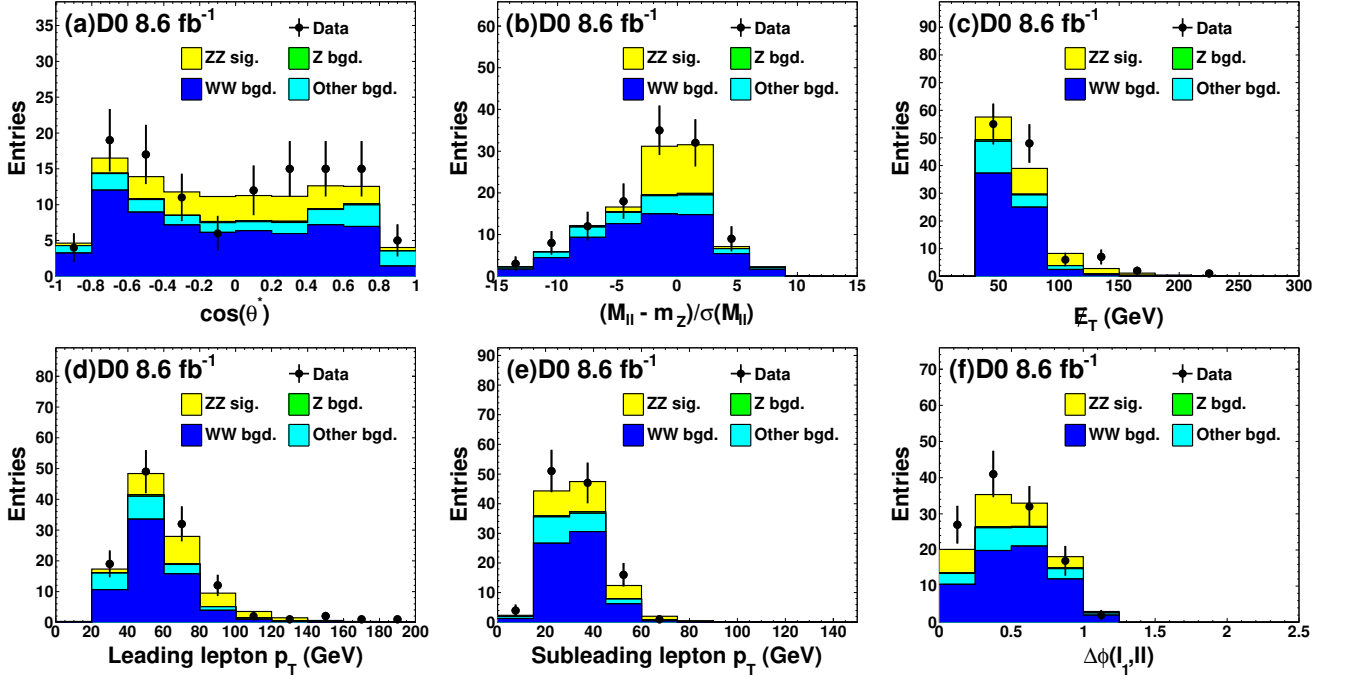 (a)D0 8.6 fb-1
Data
ZZ sig.
Z bgd.
WW bgd.
Other bgd.
Entries
35
30
25
20
15
10
5
0
-1 -0.8 -0.6 -0.4 -0.2 0 0.2 0.4 0.6 0.8 1
cos(θ*)
(b)D0 8.6 fb-1
Data
ZZ sig.
Z bgd.
WW bgd.
Other bgd.
Entries
60
50
40
30
20
10
0
-15 -10 -5 0 5 10 15
(M_ll - m_Z)/σ(M_ll)
(c)D0 8.6 fb-1
Data
ZZ sig.
Z bgd.
WW bgd.
Other bgd.
Entries
90
80
70
60
50
40
30
20
10
0
0 50 100 150 200 250 300
E̸_T (GeV)
(d)D0 8.6 fb-1
Data
ZZ sig.
Z bgd.
WW bgd.
Other bgd.
Entries
80
70
60
50
40
30
20
10
0
0 20 40 60 80 100 120 140 160 180 200
Leading lepton p_T (GeV)
(e)D0 8.6 fb-1
Data
ZZ sig.
Z bgd.
WW bgd.
Other bgd.
Entries
90
80
70
60
50
40
30
20
10
0
0 20 40 60 80 100 120 140
Subleading lepton p_T (GeV)
(f)D0 8.6 fb-1
Data
ZZ sig.
Z bgd.
WW bgd.
Other bgd.
Entries
70
60
50
40
30
20
10
0
0 0.5 1 1.5 2 2.5
Δϕ(l_1,ll)